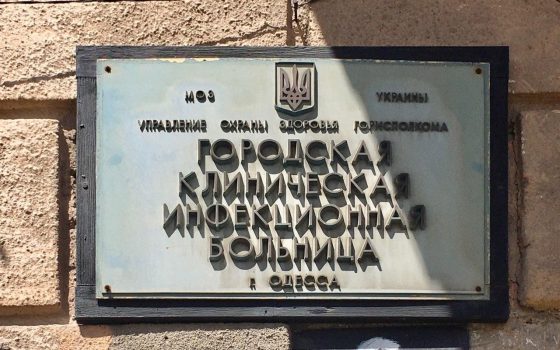 МОЗ УКРАИНЫ
УПРАВЛЕНИЕ ОХРАНЫ ЗДОРОВЬЯ ГОРИСПОЛКОМА
ГОРОДСКАЯ
КЛИНИЧЕСКАЯ
ИНФЕКЦИОННАЯ
БОЛЬНИЦА
г. ОДЕССА